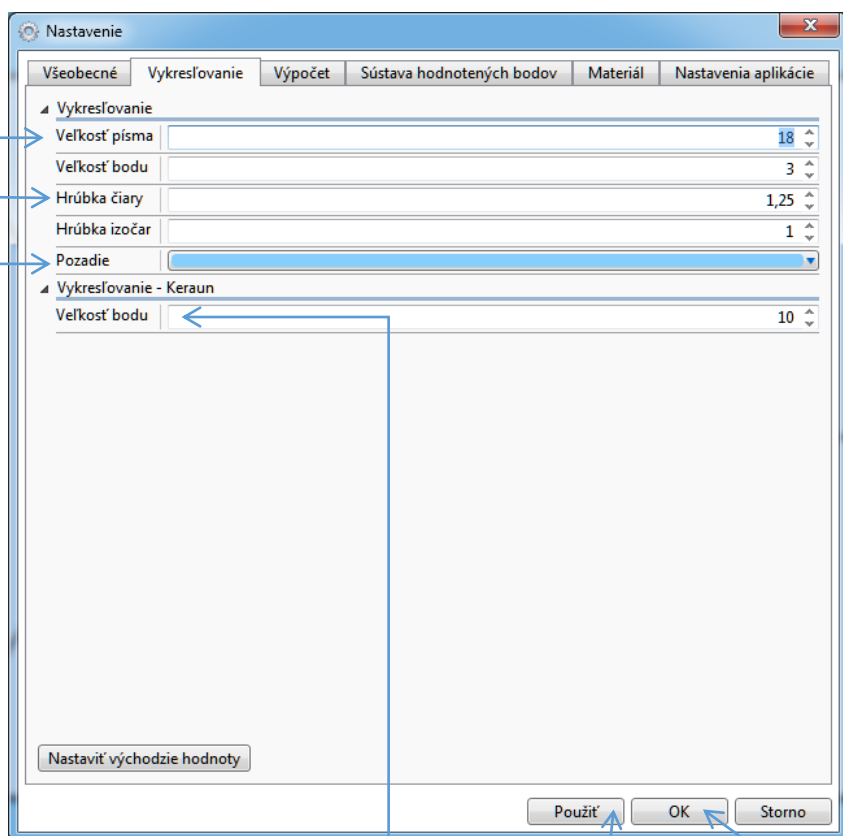 Nastavenie
Všeobecné Vykresľovanie Výpočet Sústava hodnotených bodov Materiál Nastavenia aplikácie
Vykresľovanie
Veľkosť písma 18
Veľkosť bodu 3
Hrúbka čiary 1,25
Hrúbka izočar 1
Pozadie
Vykresľovanie - Keraun
Veľkosť bodu 10
Nastaviť východzie hodnoty
Použiť OK Storno